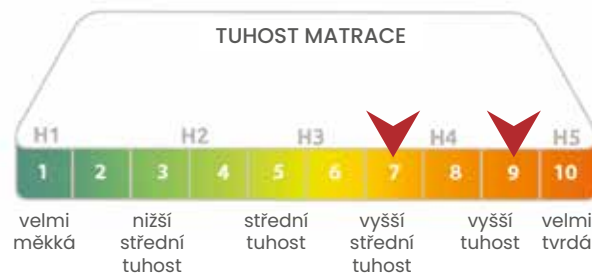 TUHOST MATRACE
H1 H2 H3 H4 H5
1 2 3 4 5 6 7 8 9 10
velmi měkká
nižší střední tuhost
střední tuhost
vyšší střední tuhost
vyšší tuhost
velmi tvrdá